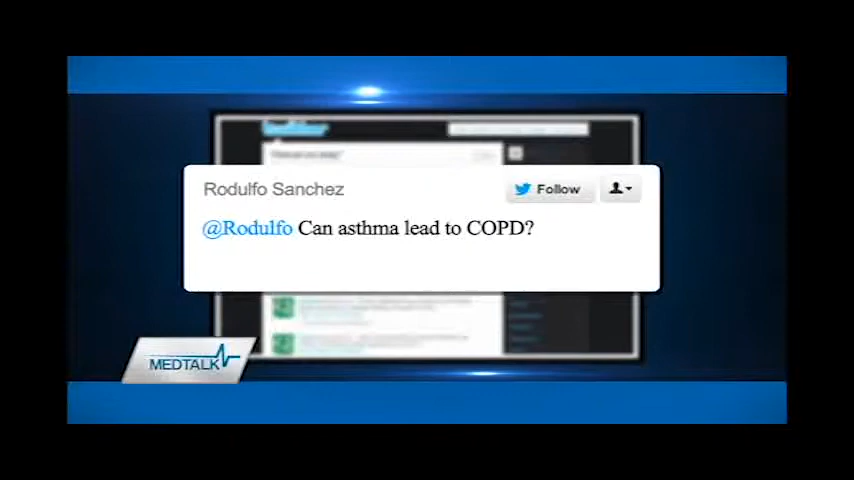 Rodulfo Sanchez
Follow
@Rodulfo Can asthma lead to COPD?
MEDTALK